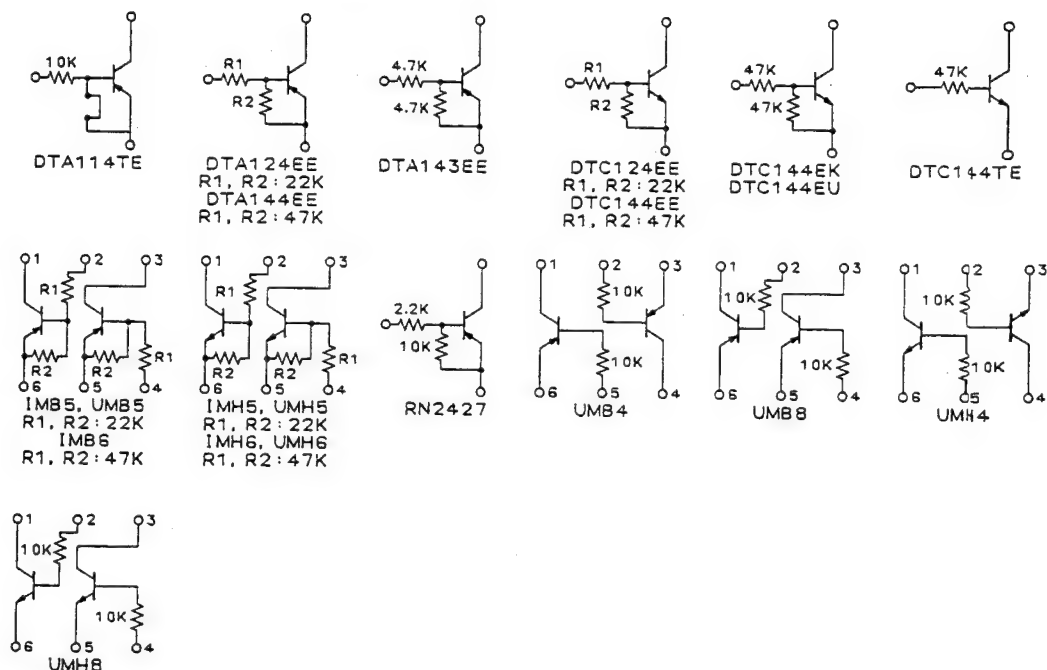 10K
DTA114TE
R1
R2
DTA124EE
R1, R2:22K
DTA144EE
R1, R2:47K
4.7K
4.7K
DTA143EE
R1
R2
DTC124EE
R1, R2:22K
DTC144EE
R1, R2:47K
47K
47K
DTC144EK
DTC144EU
47K
DTC144TE
1 2 3
R1
R1
R2 R2
6 5 4
IMB5, UMB5
R1, R2:22K
IMB6
R1, R2:47K
1 2 3
R1
R1
R2 R2
6 5 4
IMH5, UMH5
R1, R2:22K
IMH6, UMH6
R1, R2:47K
2.2K
10K
RN2427
1 2 3
10K
10K
6 5 4
UMB4
1 2 3
10K
10K
6 5 4
UMB8
1 2 3
10K
10K
6 5 4
UMH4
1 2 3
10K
10K
6 5 4
UMH8